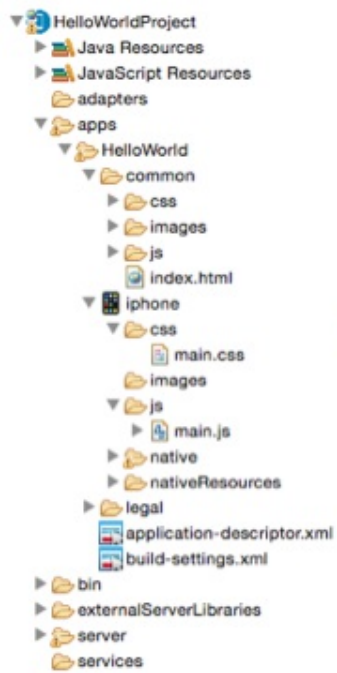 HelloWorldProject
Java Resources
JavaScript Resources
adapters
apps
HelloWorld
common
css
images
js
index.html
iphone
css
main.css
images
js
main.js
native
nativeResources
legal
application-descriptor.xml
build-settings.xml
bin
externalServerLibraries
server
services